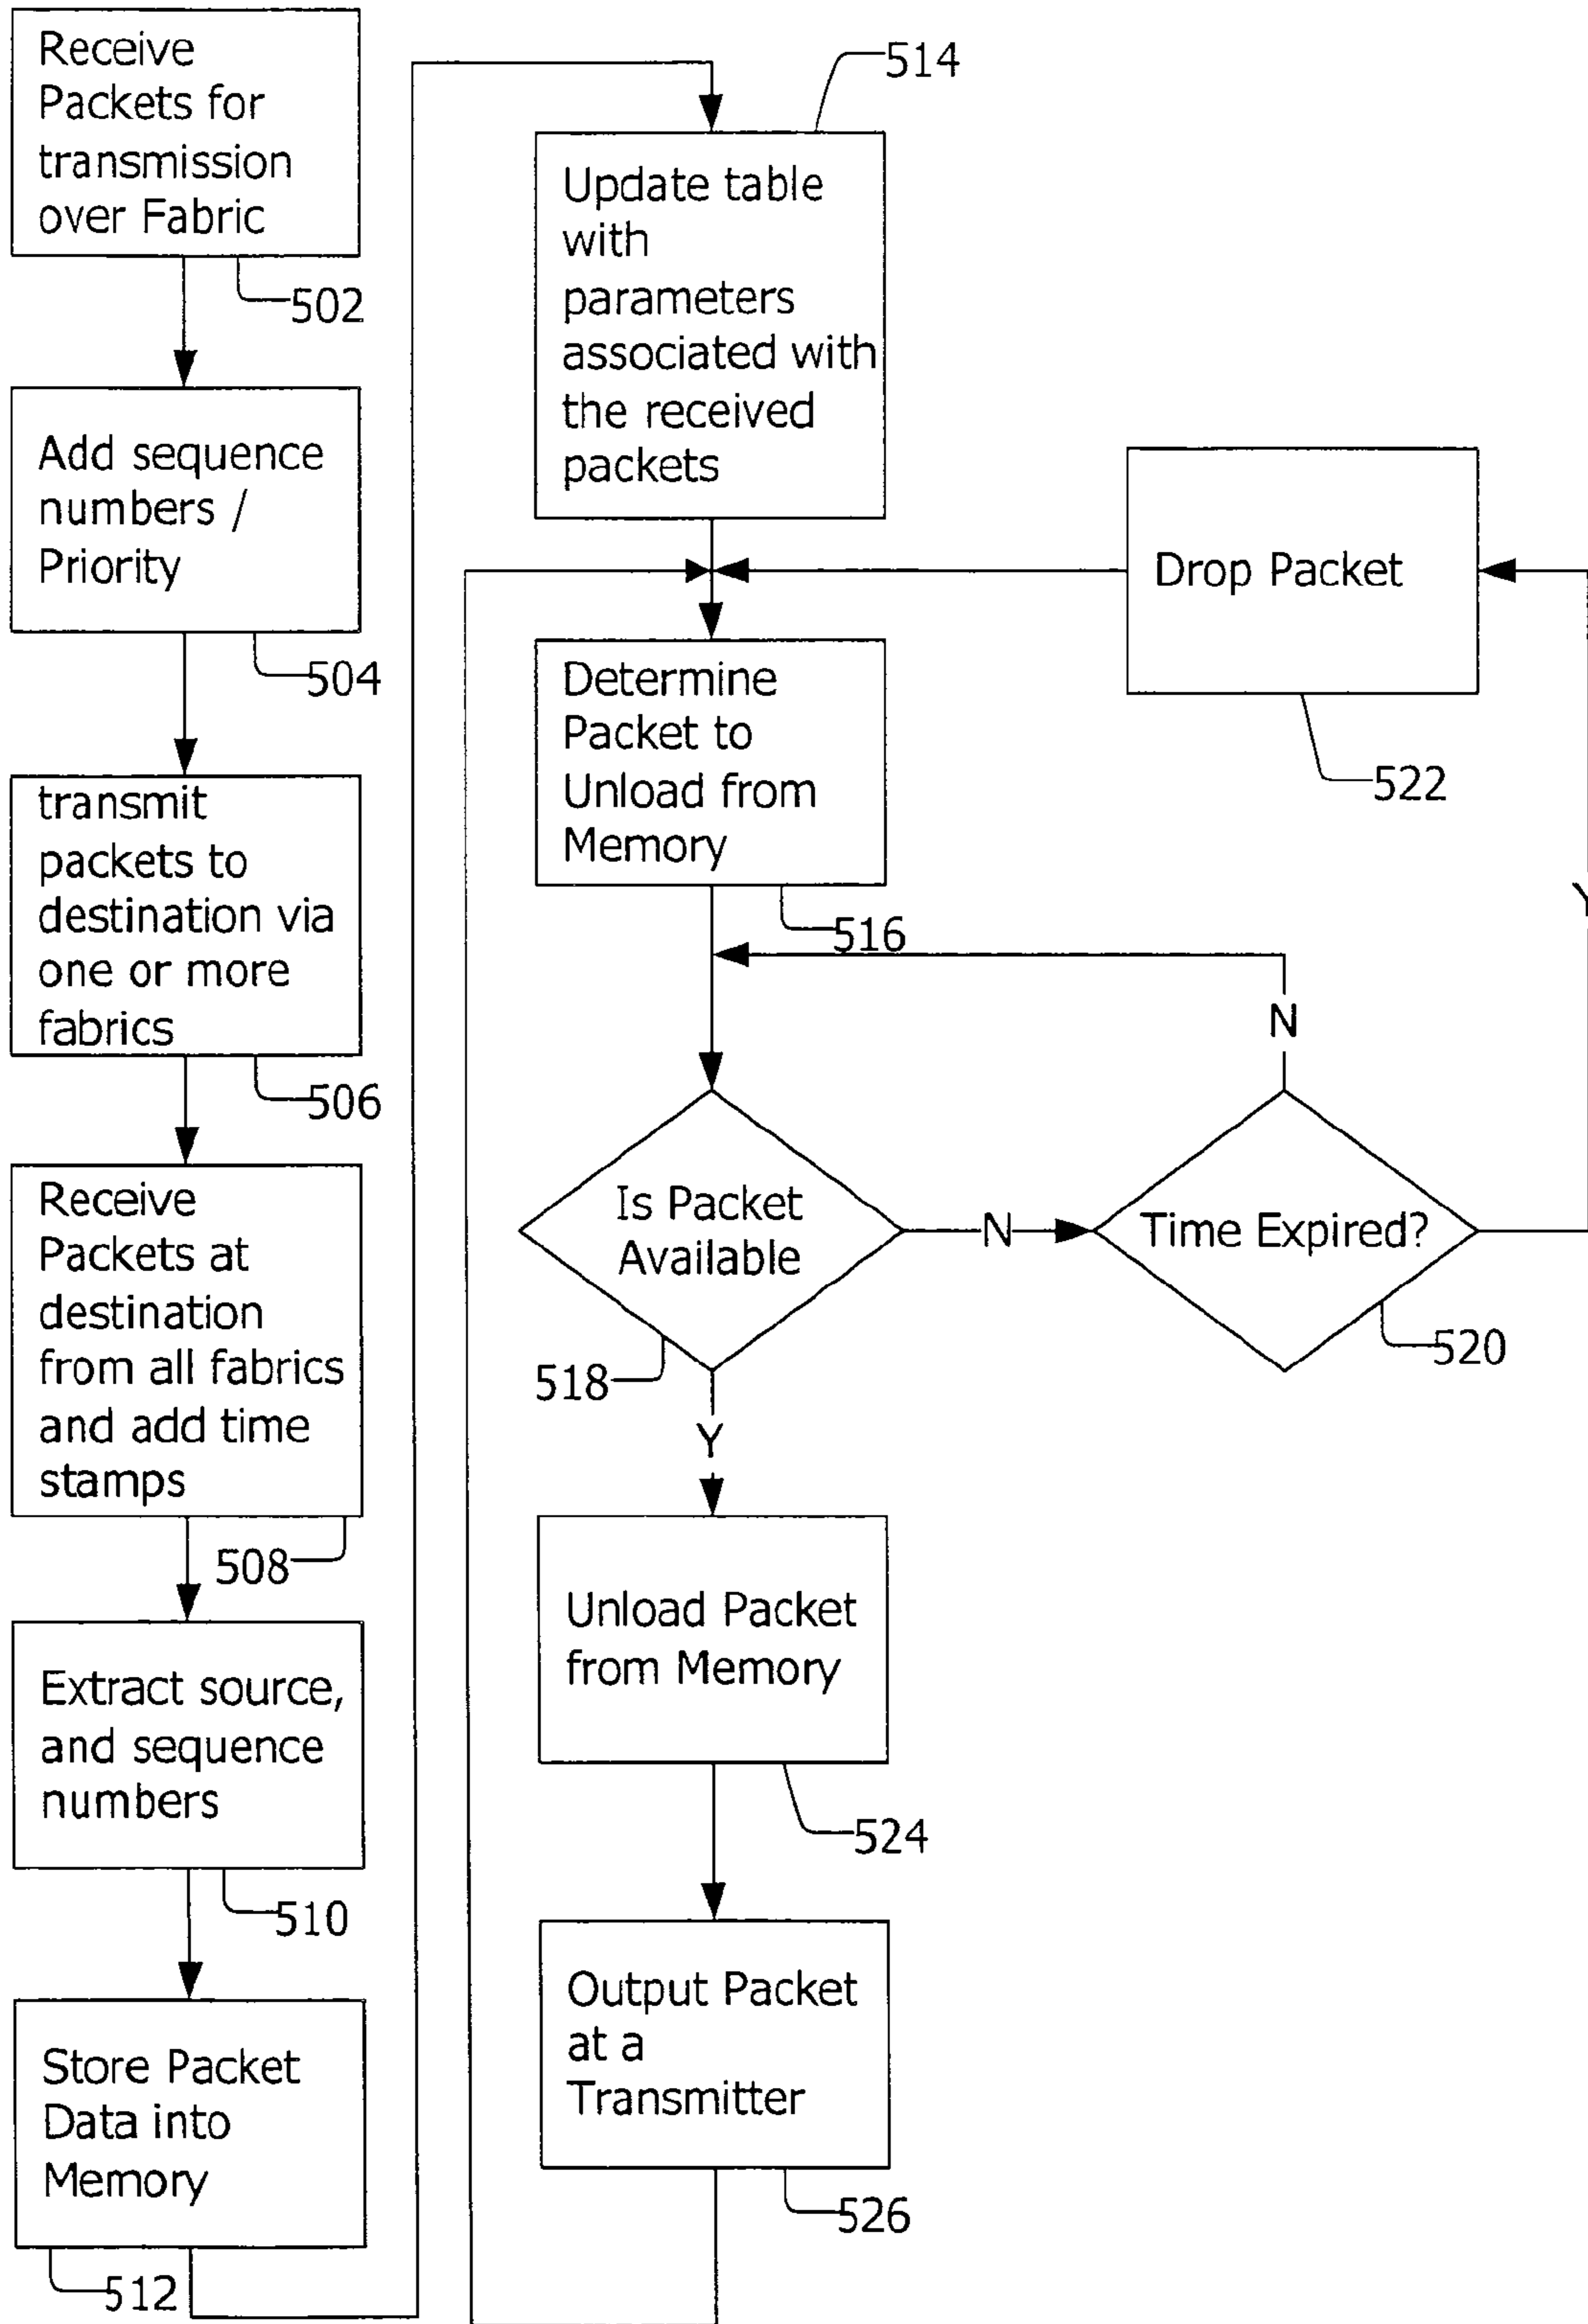 Receive
Packets for
transmission
over Fabric
502
Add sequence
numbers /
Priority
504
transmit
packets to
destination via
one or more
fabrics
506
Receive
Packets at
destination
from all fabrics
and add time
stamps
508
Extract source,
and sequence
numbers
510
Store Packet
Data into
Memory
512
514
Update table
with
parameters
associated with
the received
packets
Drop Packet
522
Determine
Packet to
Unload from
Memory
516
Y
N
Is Packet
Available
N
Time Expired?
518
520
Y
Unload Packet
from Memory
524
Output Packet
at a
Transmitter
526